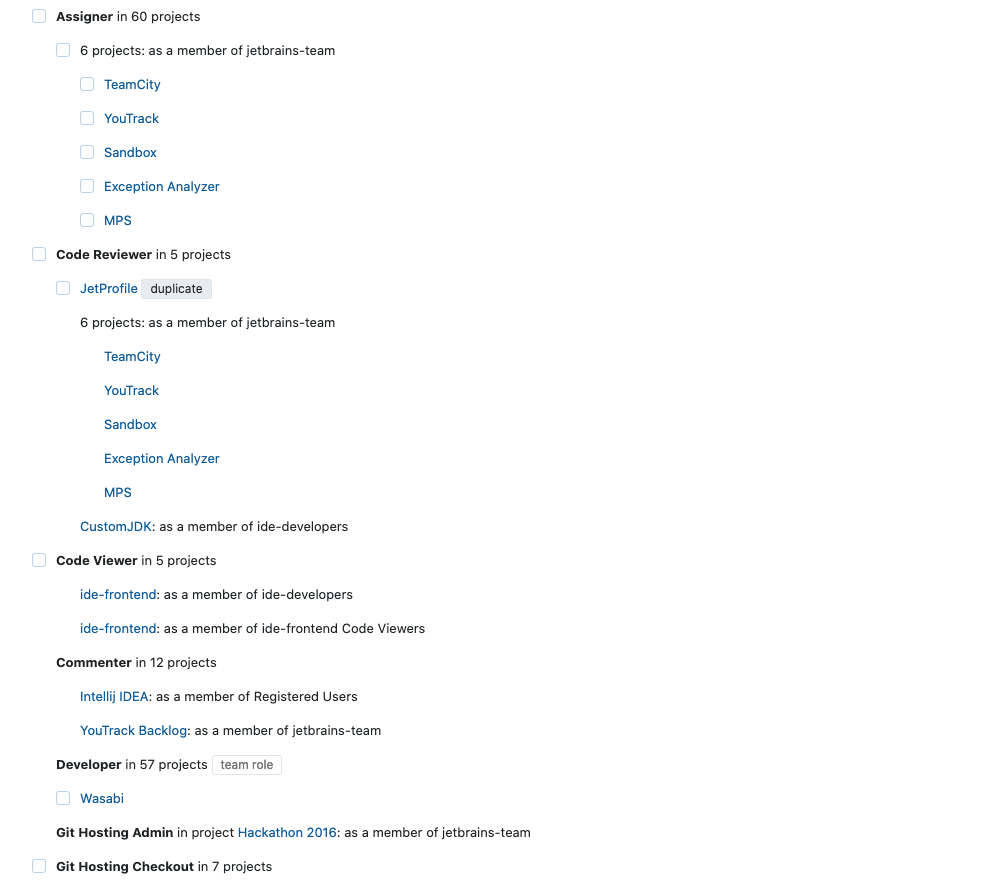 Assigner in 60 projects
6 projects: as a member of jetbrains-team
TeamCity
YouTrack
Sandbox
Exception Analyzer
MPS
Code Reviewer in 5 projects
JetProfile duplicate
6 projects: as a member of jetbrains-team
TeamCity
YouTrack
Sandbox
Exception Analyzer
MPS
CustomJDK: as a member of ide-developers
Code Viewer in 5 projects
ide-frontend: as a member of ide-developers
ide-frontend: as a member of ide-frontend Code Viewers
Commenter in 12 projects
Intellij IDEA: as a member of Registered Users
YouTrack Backlog: as a member of jetbrains-team
Developer in 57 projects team role
Wasabi
Git Hosting Admin in project Hackathon 2016: as a member of jetbrains-team
Git Hosting Checkout in 7 projects